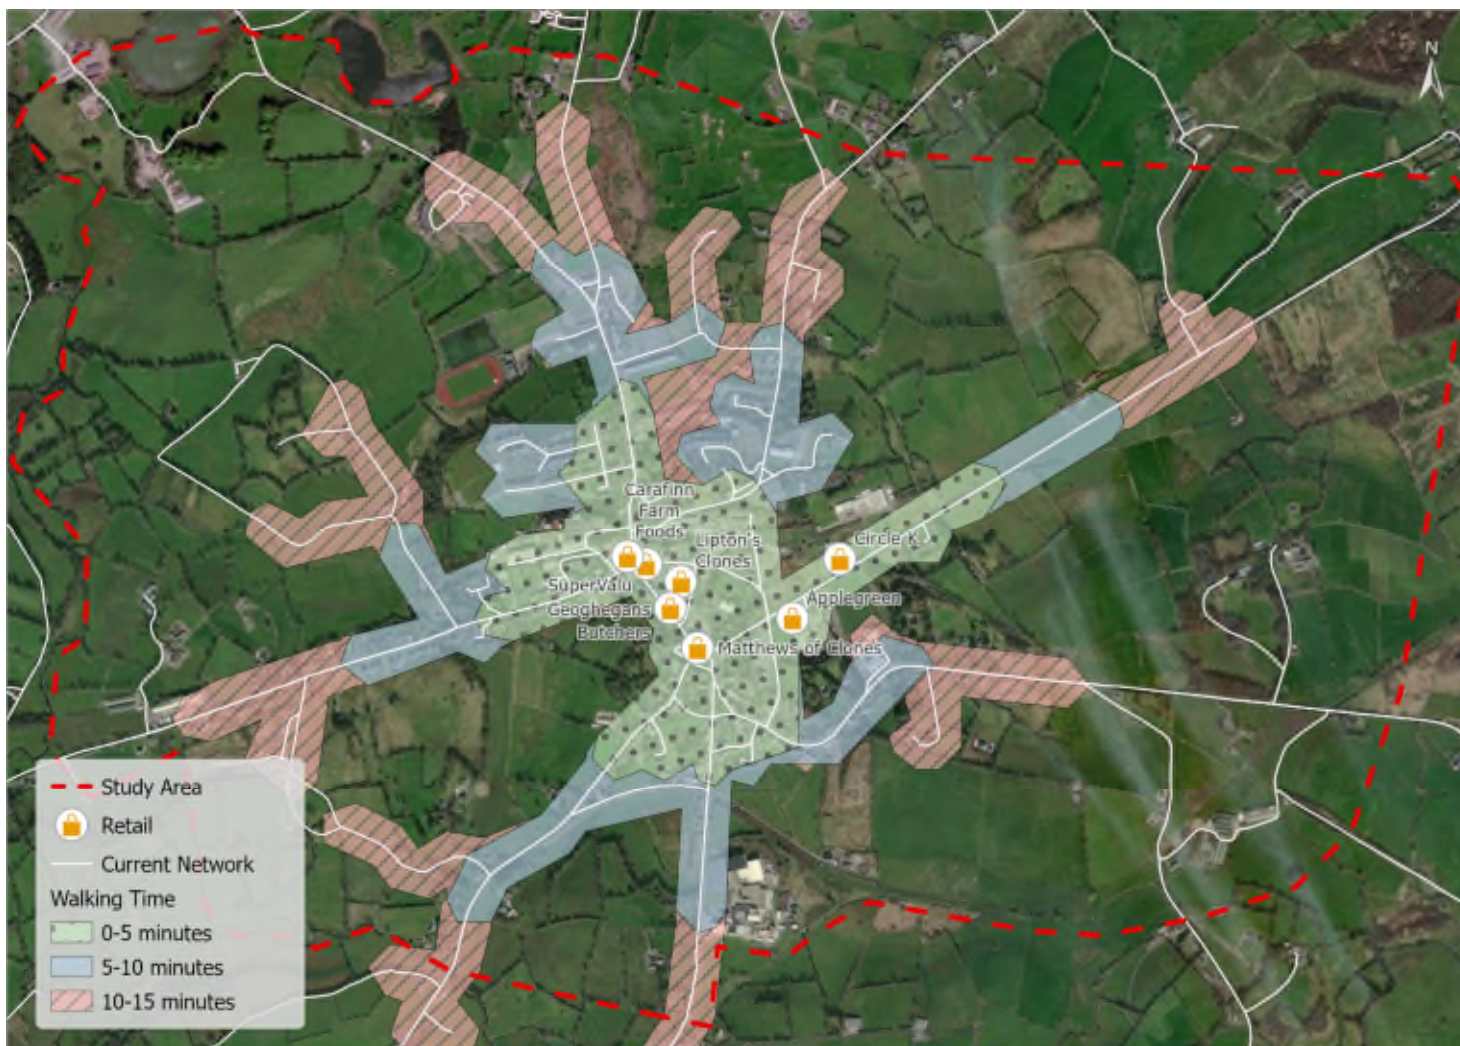 N
Carafinn
Farm
Foods
Lipton's
Clones
Circle K
SuperValu
Geoghegans
Butchers
Applegreen
Matthews of Clones
Study Area
Retail
Current Network
Walking Time
0-5 minutes
5-10 minutes
10-15 minutes